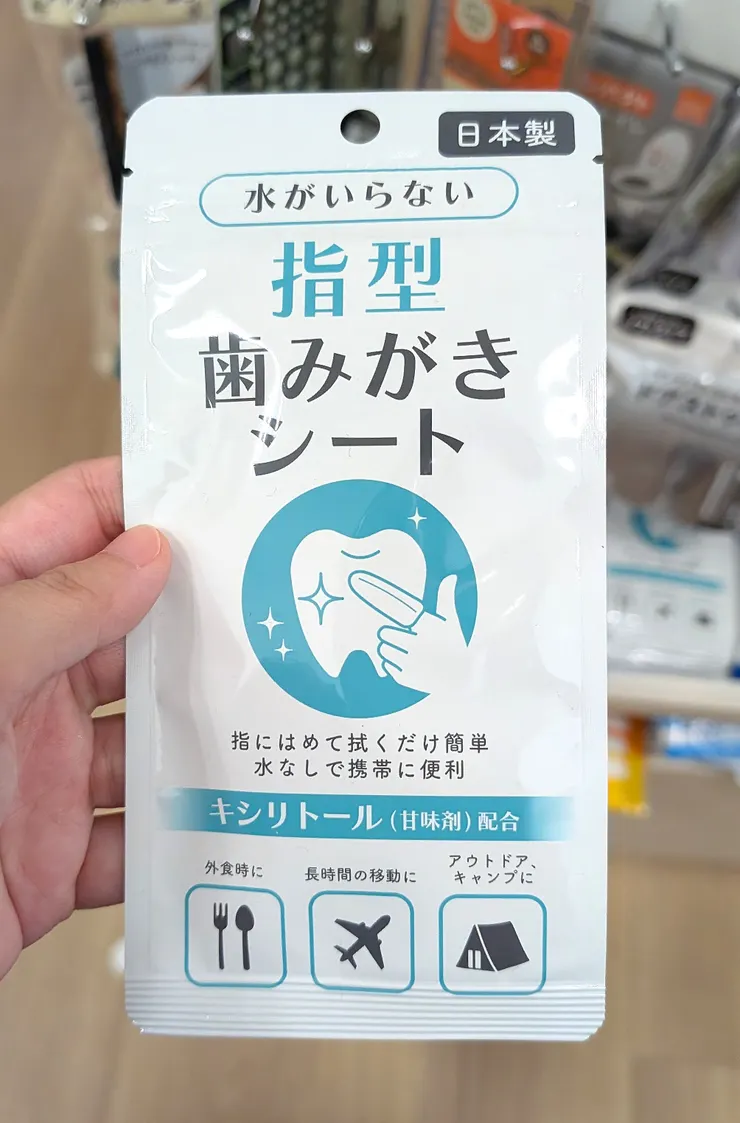 日本製
水がいらない
指型
歯みがき
シート
指にはめて拭くだけ簡単
水なしで携帯に便利
キシリトール(甘味剤)配合
外食時に
長時間の移動に
アウトドア、
キャンプに